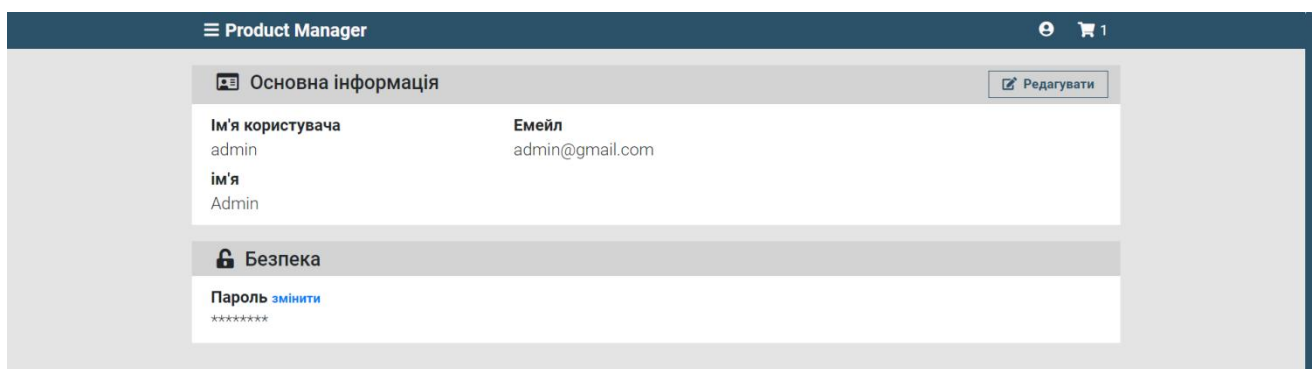 Product Manager 1
Основна інформація Редагувати
Ім'я користувача Емейл
admin admin@gmail.com
ім'я
Admin
Безпека
Пароль змінити
********